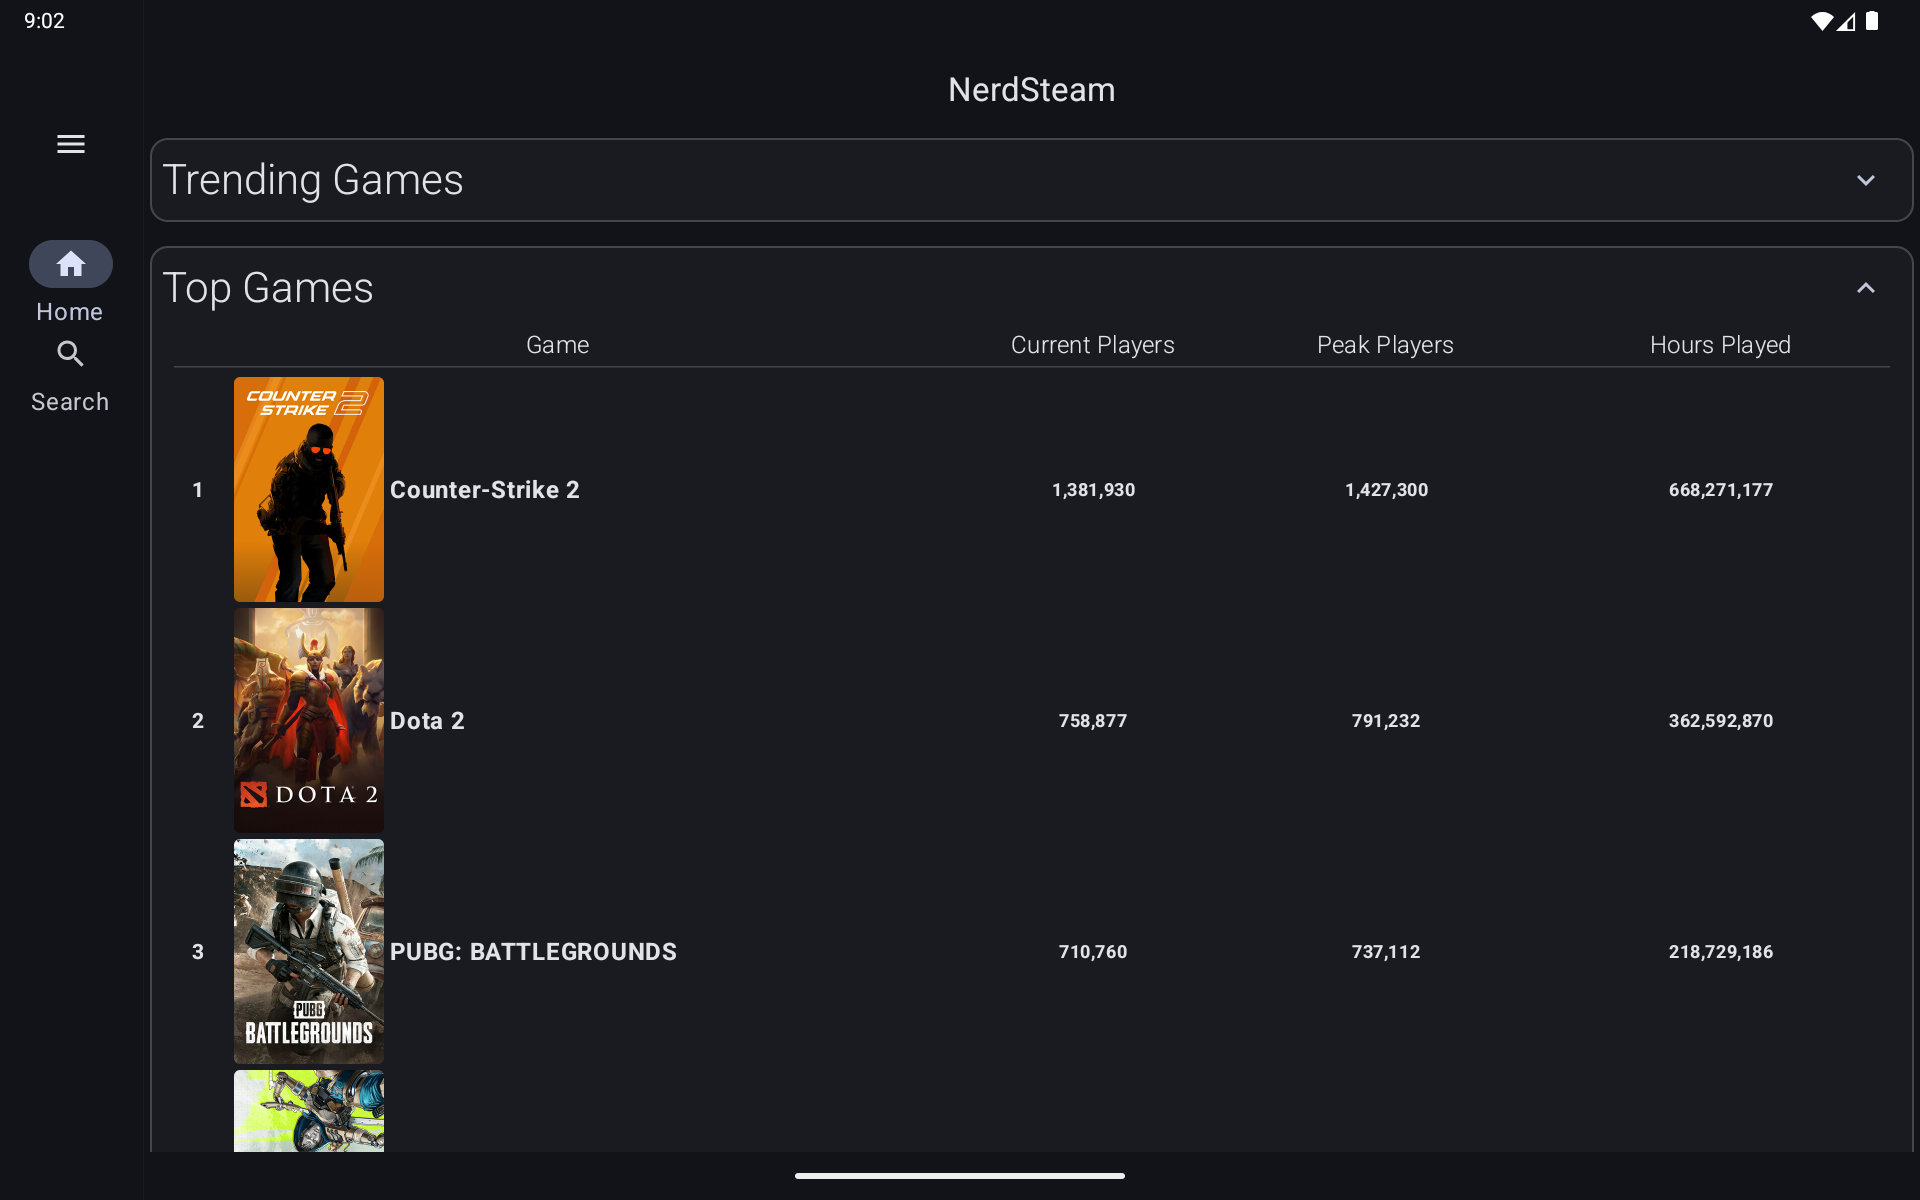 9:02
NerdSteam
Trending Games
Home
Search
Top Games
Game Current Players Peak Players Hours Played
COUNTER
STRIKE 2
1 Counter-Strike 2 1,381,930 1,427,300 668,271,177
2 Dota 2 758,877 791,232 362,592,870
DOTA 2
3 PUBG: BATTLEGROUNDS 710,760 737,112 218,729,186
PUBG
BATTLEGROUNDS